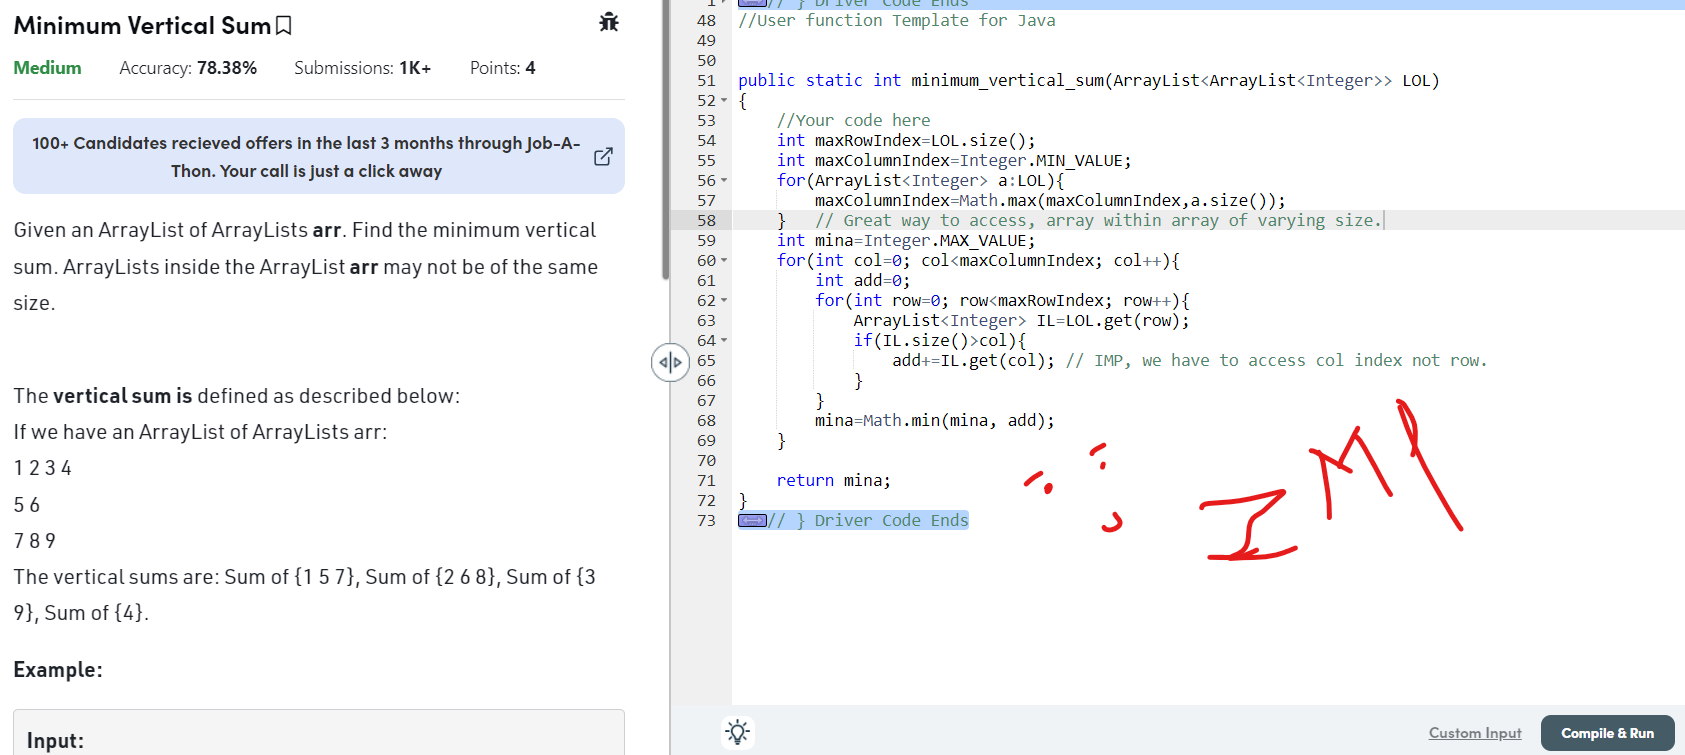 Minimum Vertical Sum
Medium Accuracy: 78.38% Submissions: 1K+ Points: 4
100+ Candidates recieved offers in the last 3 months through Job-A-
Thon. Your call is just a click away
Given an ArrayList of ArrayLists arr. Find the minimum vertical
sum. ArrayLists inside the ArrayList arr may not be of the same
size.
The vertical sum is defined as described below:
If we have an ArrayList of ArrayLists arr:
1 2 3 4
5 6
7 8 9
The vertical sums are: Sum of {1 5 7}, Sum of {2 6 8}, Sum of {3
9}, Sum of {4}.
Example:
Input:
1 // } Driver Code Ends
48 //User function Template for Java
49
50
51 public static int minimum_vertical_sum(ArrayList<ArrayList<Integer>> LOL)
52 {
53 //Your code here
54 int maxRowIndex=LOL.size();
55 int maxColumnIndex=Integer.MIN_VALUE;
56 for(ArrayList<Integer> a:LOL){
57 maxColumnIndex=Math.max(maxColumnIndex,a.size());
58 } // Great way to access, array within array of varying size.
59 int mina=Integer.MAX_VALUE;
60 for(int col=0; col<maxColumnIndex; col++){
61 int add=0;
62 for(int row=0; row<maxRowIndex; row++){
63 ArrayList<Integer> IL=LOL.get(row);
64 if(IL.size()>col){
65 add+=IL.get(col); // IMP, we have to access col index not row.
66 }
67 }
68 mina=Math.min(mina, add);
69 }
70
71 return mina;
72 }
73 // } Driver Code Ends
IMP
Custom Input Compile & Run